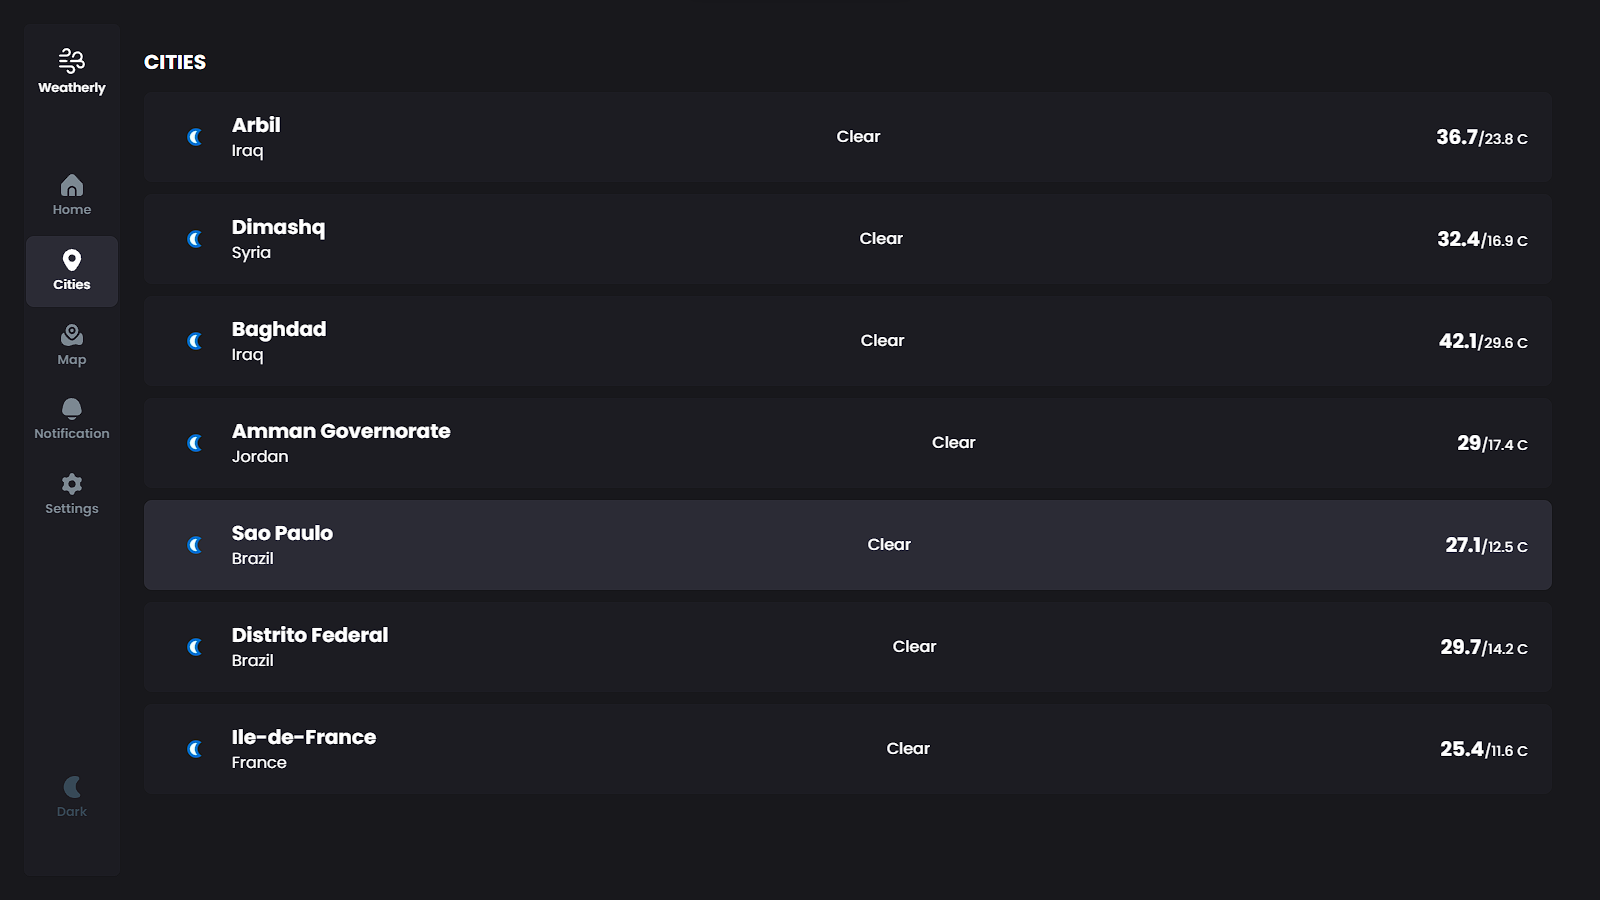 Weatherly
Home
Cities
Map
Notification
Settings
Dark
CITIES
Arbil
Iraq
Clear
36.7/23.8 C
Dimashq
Syria
Clear
32.4/16.9 C
Baghdad
Iraq
Clear
42.1/29.6 C
Amman Governorate
Jordan
Clear
29/17.4 C
Sao Paulo
Brazil
Clear
27.1/12.5 C
Distrito Federal
Brazil
Clear
29.7/14.2 C
Ile-de-France
France
Clear
25.4/11.6 C